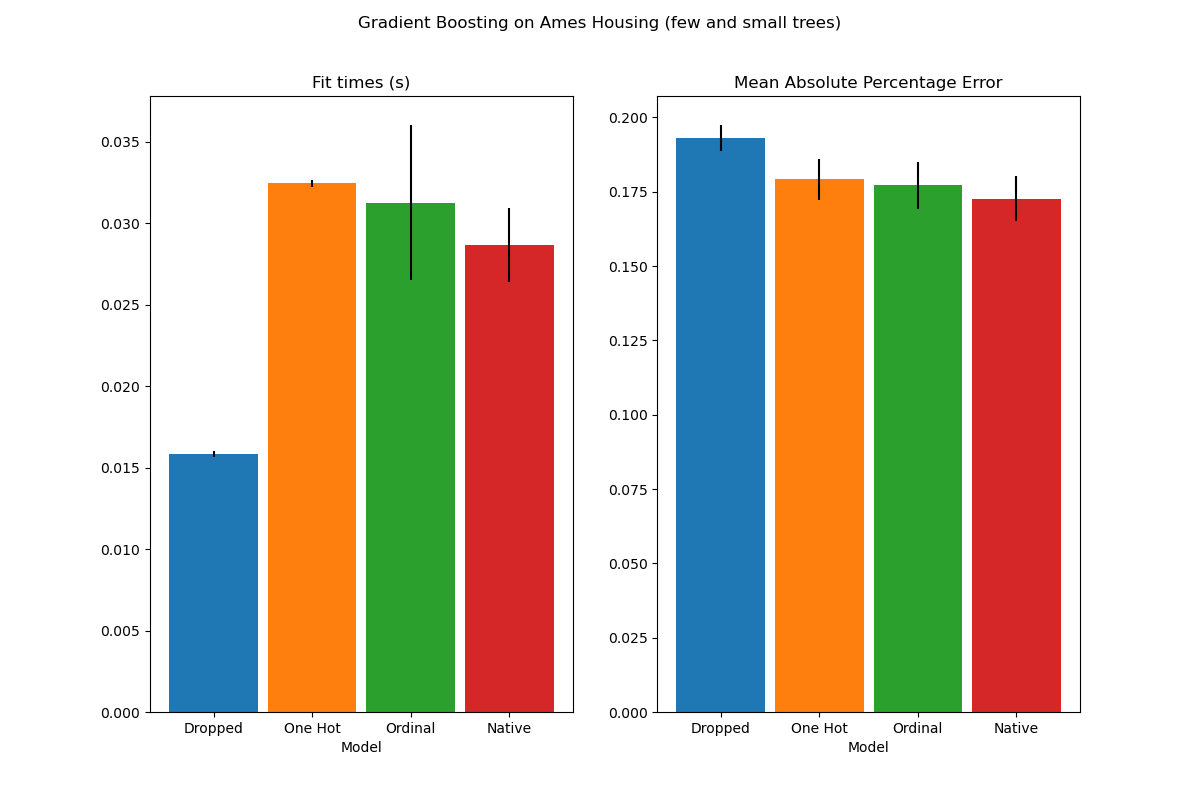 Gradient Boosting on Ames Housing (few and small trees)
Fit times (s)
0.035
0.030
0.025
0.020
0.015
0.010
0.005
0.000
Dropped One Hot Ordinal Native
Model
Mean Absolute Percentage Error
0.200
0.175
0.150
0.125
0.100
0.075
0.050
0.025
0.000
Dropped One Hot Ordinal Native
Model